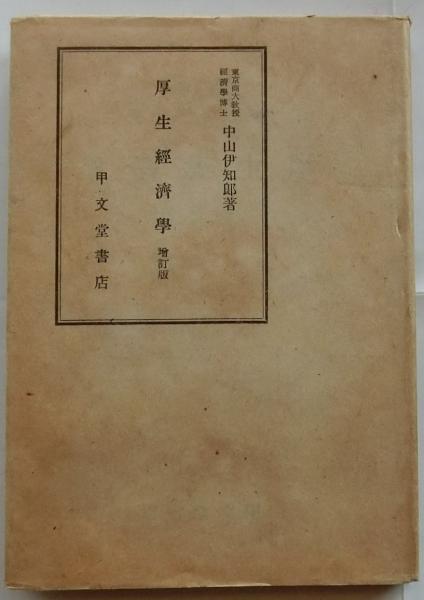 東京商大教授
經濟學博士
中山伊知郎著
厚生經濟學 增訂版
甲文堂書店